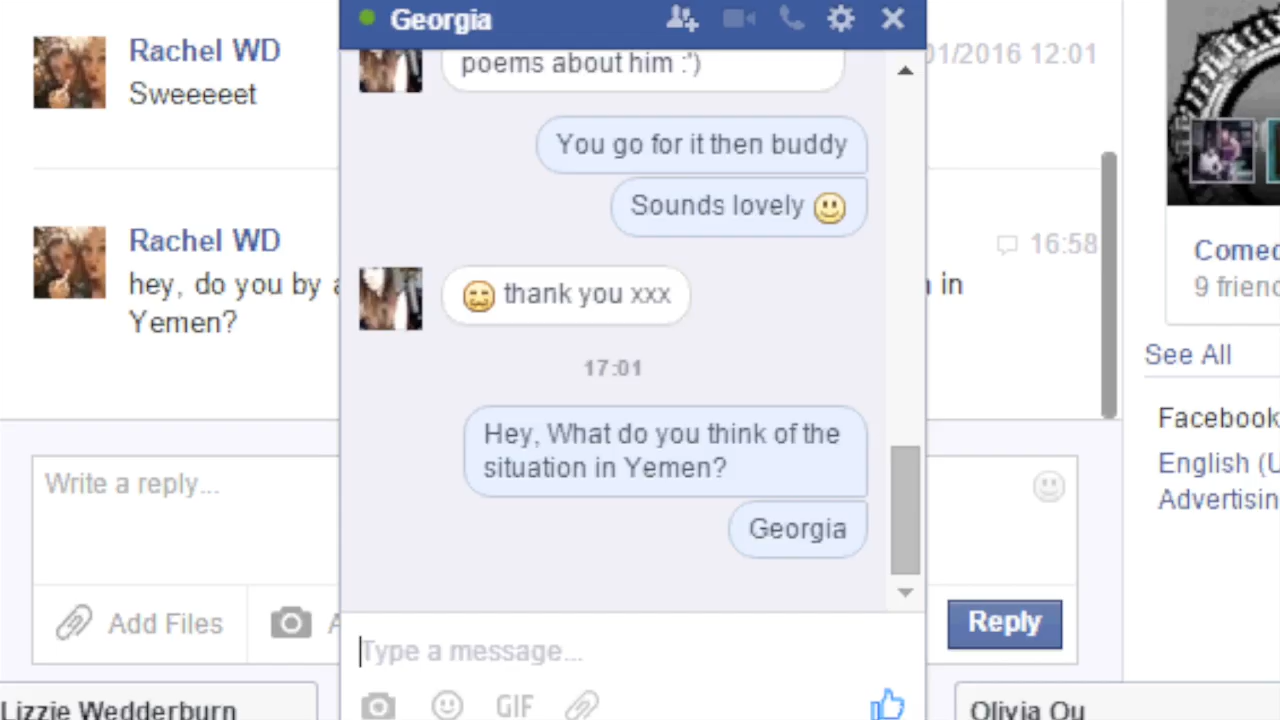 Rachel WD
Sweeeeet
01/2016 12:01
Rachel WD
16:58
hey, do you by
in
Yemen?
Write a reply...
Add Files
Reply
Georgia
poems about him :')
You go for it then buddy
Sounds lovely
thank you xxx
17:01
Hey, What do you think of the
situation in Yemen?
Georgia
Type a message...
GIF
See All
9 frien
Facebook
English (U
Advertisin
Lizzie Wedderburn
Olivia Ou